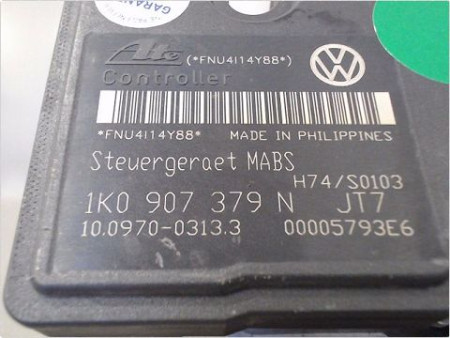 GARAN
Ate (*FNU4I14Y88*)
Controller
*FNU4I14Y88* MADE IN PHILIPPINES
Steuergeraet MABS
H74/S0103
1K0 907 379 N JT7
10.0970-0313.3 00005793E6